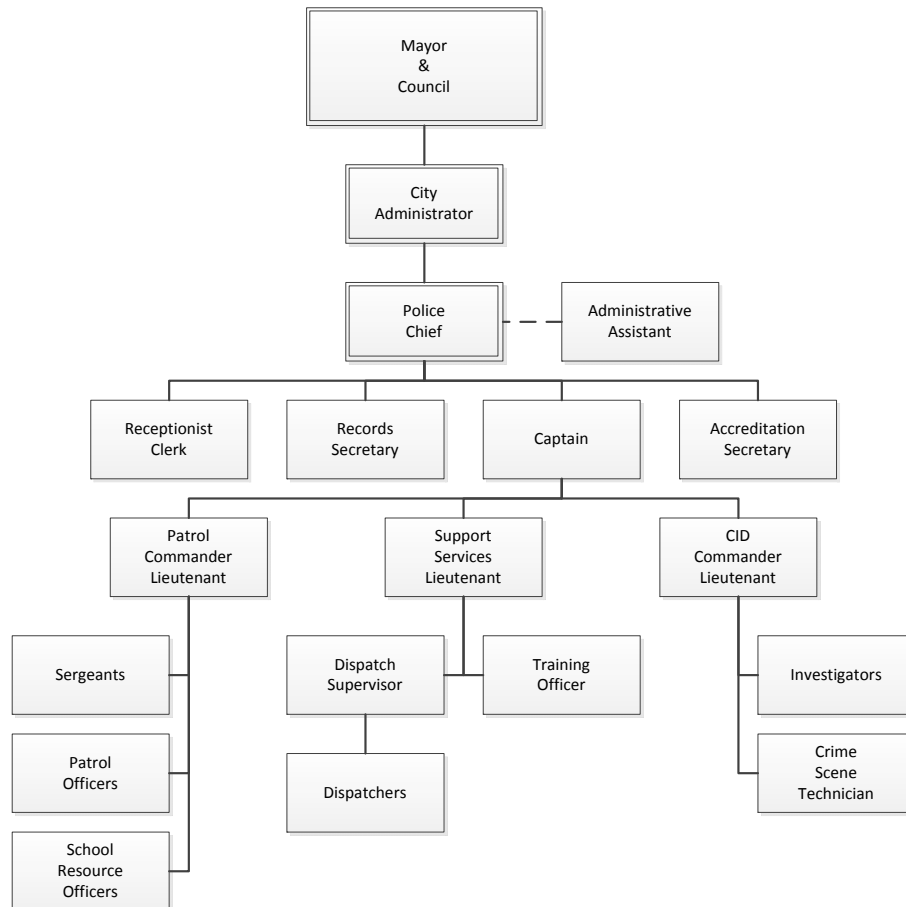 Mayor
&
Council
City
Administrator
Police
Chief
Administrative
Assistant
Receptionist
Clerk
Records
Secretary
Captain
Accreditation
Secretary
Patrol
Commander
Lieutenant
Support
Services
Lieutenant
CID
Commander
Lieutenant
Sergeants
Dispatch
Supervisor
Training
Officer
Investigators
Patrol
Officers
Dispatchers
Crime
Scene
Technician
School
Resource
Officers